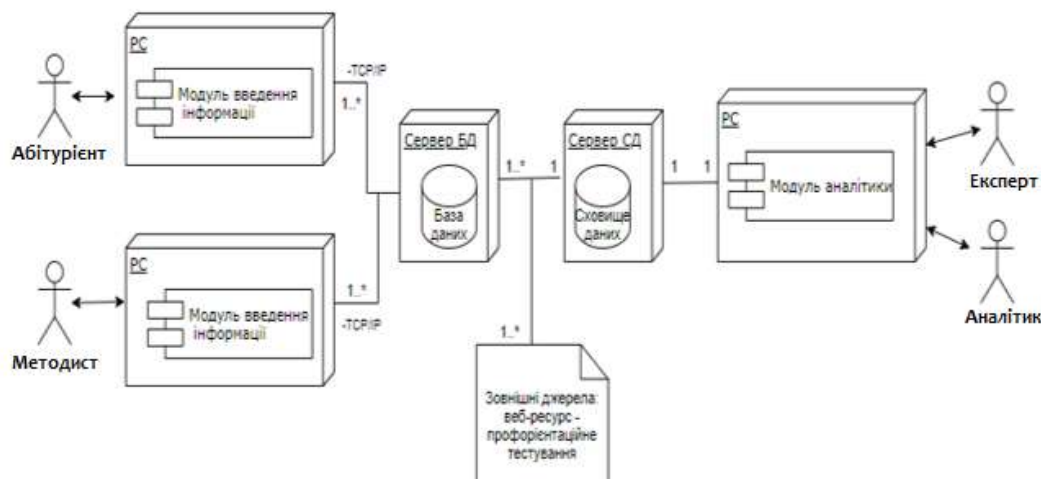 PC
Модуль введення
інформації
Абітурієнт
-TCP/IP
1..*
Сервер БД
База
даних
1..*
1
Сервер СД
Сховище
даних
1
1
PC
Модуль аналітики
Експерт
Аналітик
PC
Модуль введення
інформації
Методист
1..*
-TCP/IP
1..*
Зовнішні джерела:
веб-ресурс -
профорієнтаційне
тестування